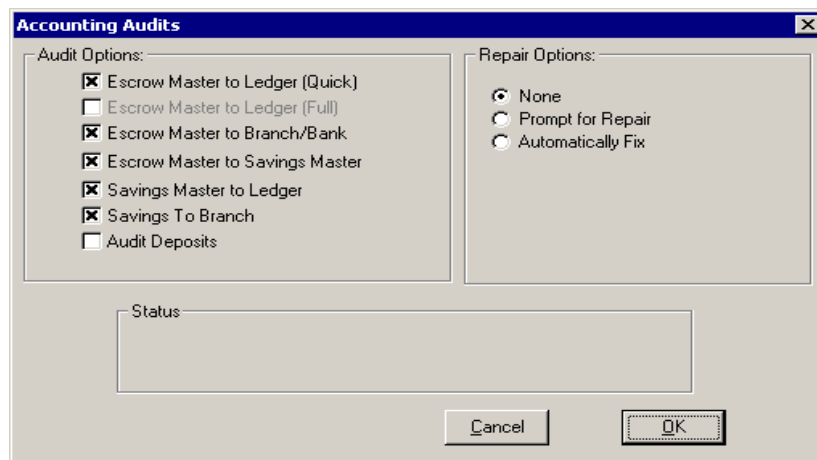 Accounting Audits
Audit Options:
Escrow Master to Ledger (Quick)
Escrow Master to Ledger (Full)
Escrow Master to Branch/Bank
Escrow Master to Savings Master
Savings Master to Ledger
Savings To Branch
Audit Deposits
Repair Options:
None
Prompt for Repair
Automatically Fix
Status
Cancel
OK